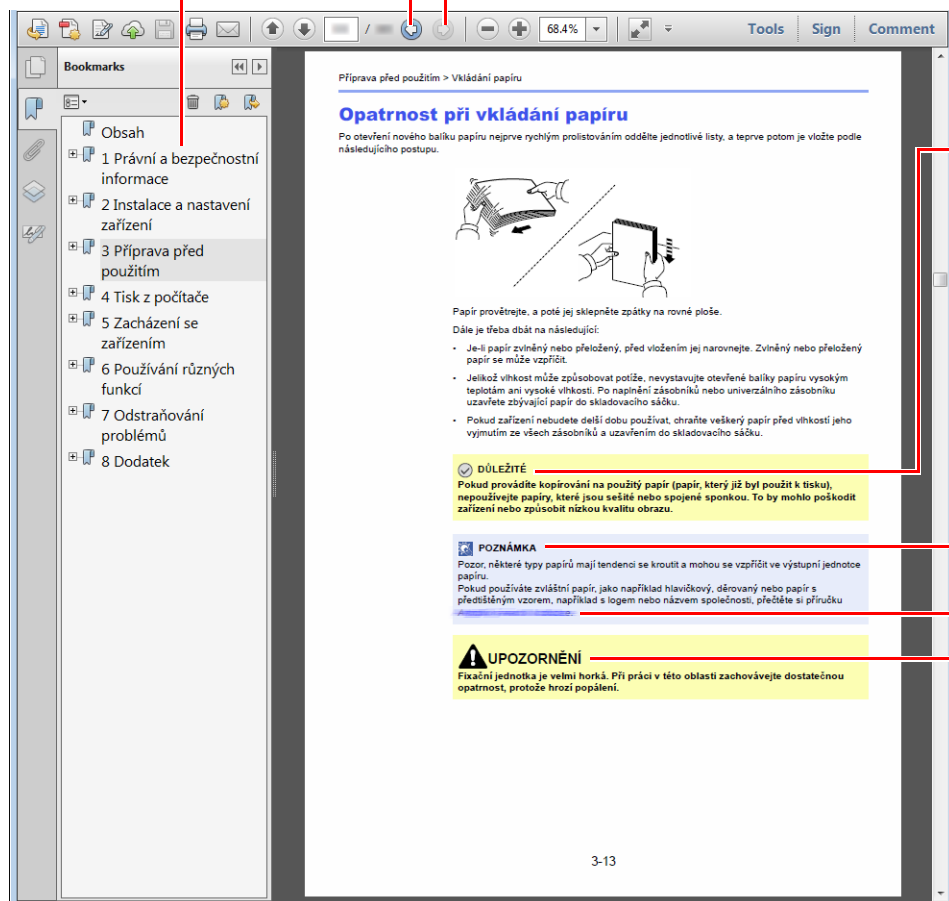 /
68.4%
Tools
Sign
Comment
Bookmarks
Obsah
1 Právní a bezpečnostní
informace
2 Instalace a nastavení
zařízení
3 Příprava před
použitím
4 Tisk z počítače
5 Zacházení se
zařízením
6 Používání různých
funkcí
7 Odstraňování
problémů
8 Dodatek
Příprava před použitím > Vkládání papíru
Opatrnost při vkládání papíru
Po otevření nového balíku papíru nejprve rychlým prolistováním oddělte jednotlivé listy, a teprve potom je vložte podle
následujícího postupu.
Papír provětrejte, a poté jej sklepněte zpátky na rovné ploše.
Dále je třeba dbát na následující:
• Je-li papír zvlněný nebo přeložený, před vložením jej narovnejte. Zvlněný nebo přeložený
papír se může vzpříčit.
• Jelikož vlhkost může způsobovat potíže, nevystavujte otevřené balíky papíru vysokým
teplotám ani vysoké vlhkosti. Po naplnění zásobníků nebo univerzálního zásobníku
uzavřete zbývající papír do skladovacího sáčku.
• Pokud zařízení nebudete delší dobu používat, chraňte veškerý papír před vlhkostí jeho
vyjmutím ze všech zásobníků a uzavřením do skladovacího sáčku.
DŮLEŽITÉ
Pokud provádíte kopírování na použitý papír (papír, který již byl použit k tisku),
nepoužívejte papíry, které jsou sešité nebo spojené sponkou. To by mohlo poškodit
zařízení nebo způsobit nízkou kvalitu obrazu.
POZNÁMKA
Pozor, některé typy papírů mají tendenci se kroutit a mohou se vzpříčit ve výstupní jednotce
papíru.
Pokud používáte zvláštní papír, jako například hlavičkový, děrovaný nebo papír s
předtištěným vzorem, například s logem nebo názvem společnosti, přečtěte si příručku
UPOZORNĚNÍ
Fixační jednotka je velmi horká. Při práci v této oblasti zachovávejte dostatečnou
opatrnost, protože hrozí popálení.
3-13